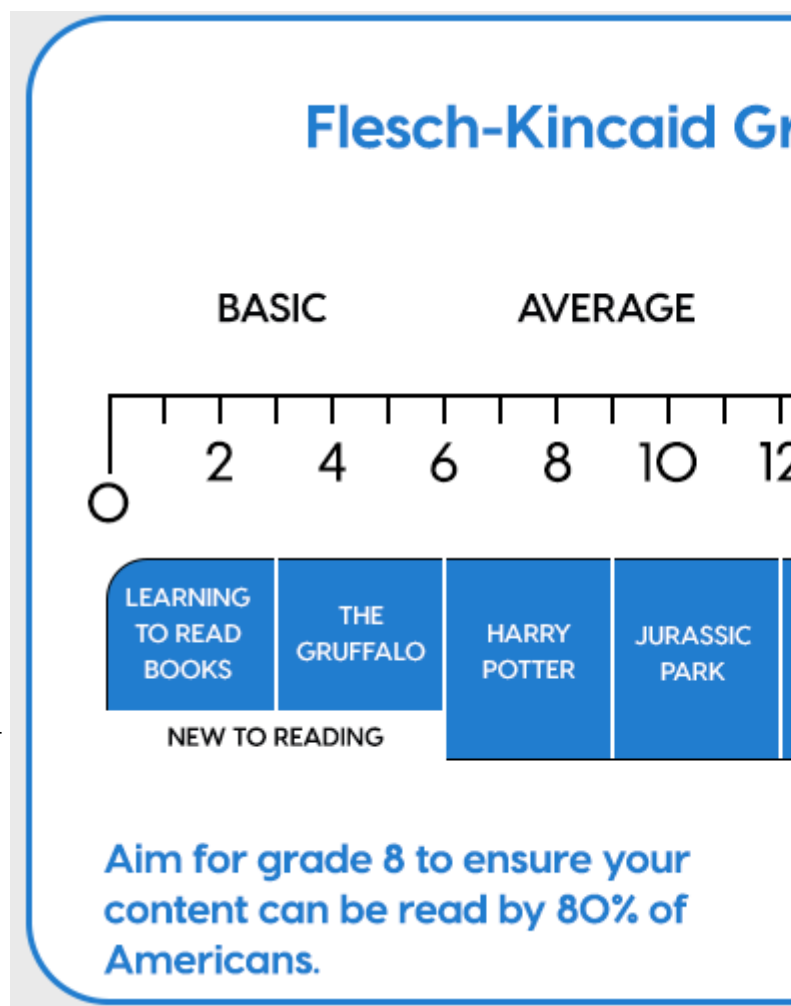 Flesch-Kincaid Gr
BASIC AVERAGE
0 2 4 6 8 10 12
LEARNING
TO READ
BOOKS
THE
GRUFFALO
HARRY
POTTER
JURASSIC
PARK
NEW TO READING
Aim for grade 8 to ensure your
content can be read by 80% of
Americans.